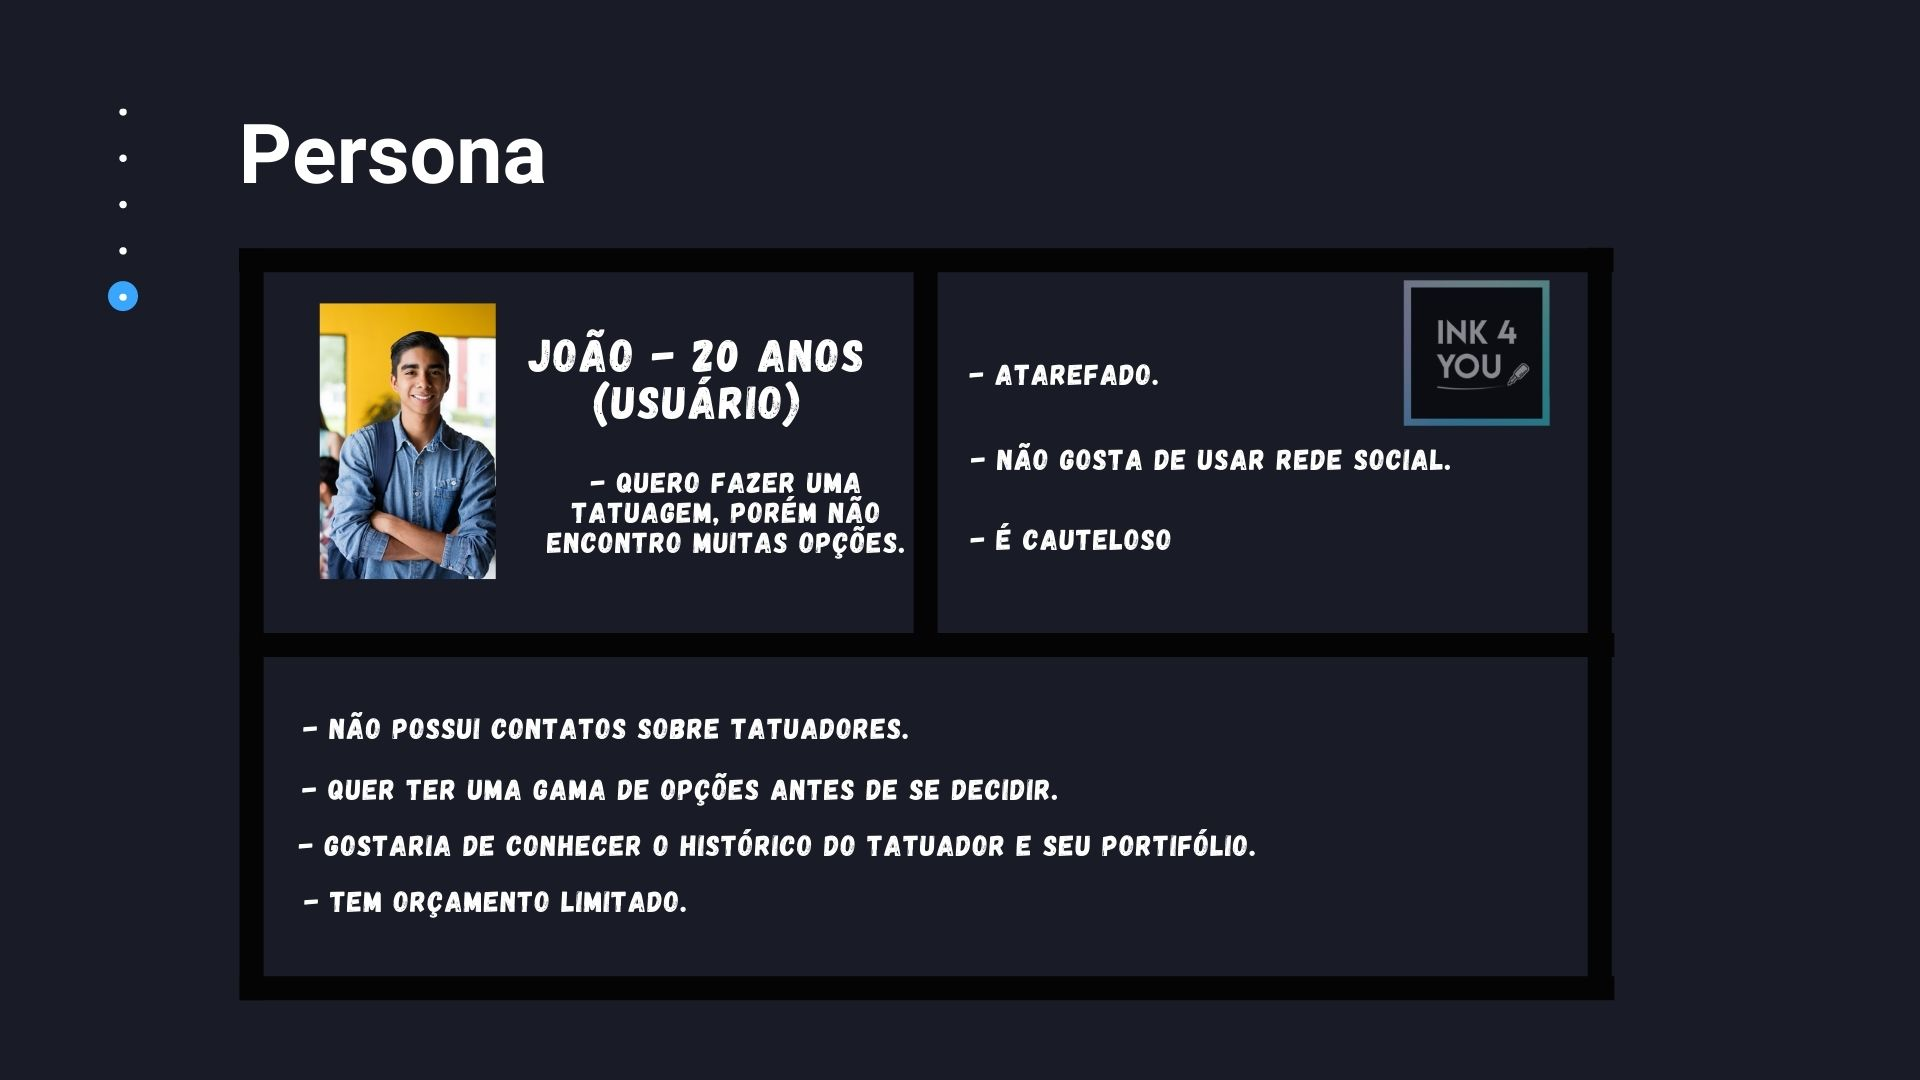 Persona
JOÃO - 20 ANOS
(USUÁRIO)
- QUERO FAZER UMA
TATUAGEM, PORÉM NÃO
ENCONTRO MUITAS OPÇÕES.
INK 4
YOU
- ATAREFADO.
- NÃO GOSTA DE USAR REDE SOCIAL.
- É CAUTELOSO
- NÃO POSSUI CONTATOS SOBRE TATUADORES.
- QUER TER UMA GAMA DE OPÇÕES ANTES DE SE DECIDIR.
- GOSTARIA DE CONHECER O HISTÓRICO DO TATUADOR E SEU PORTIFÓLIO.
- TEM ORÇAMENTO LIMITADO.